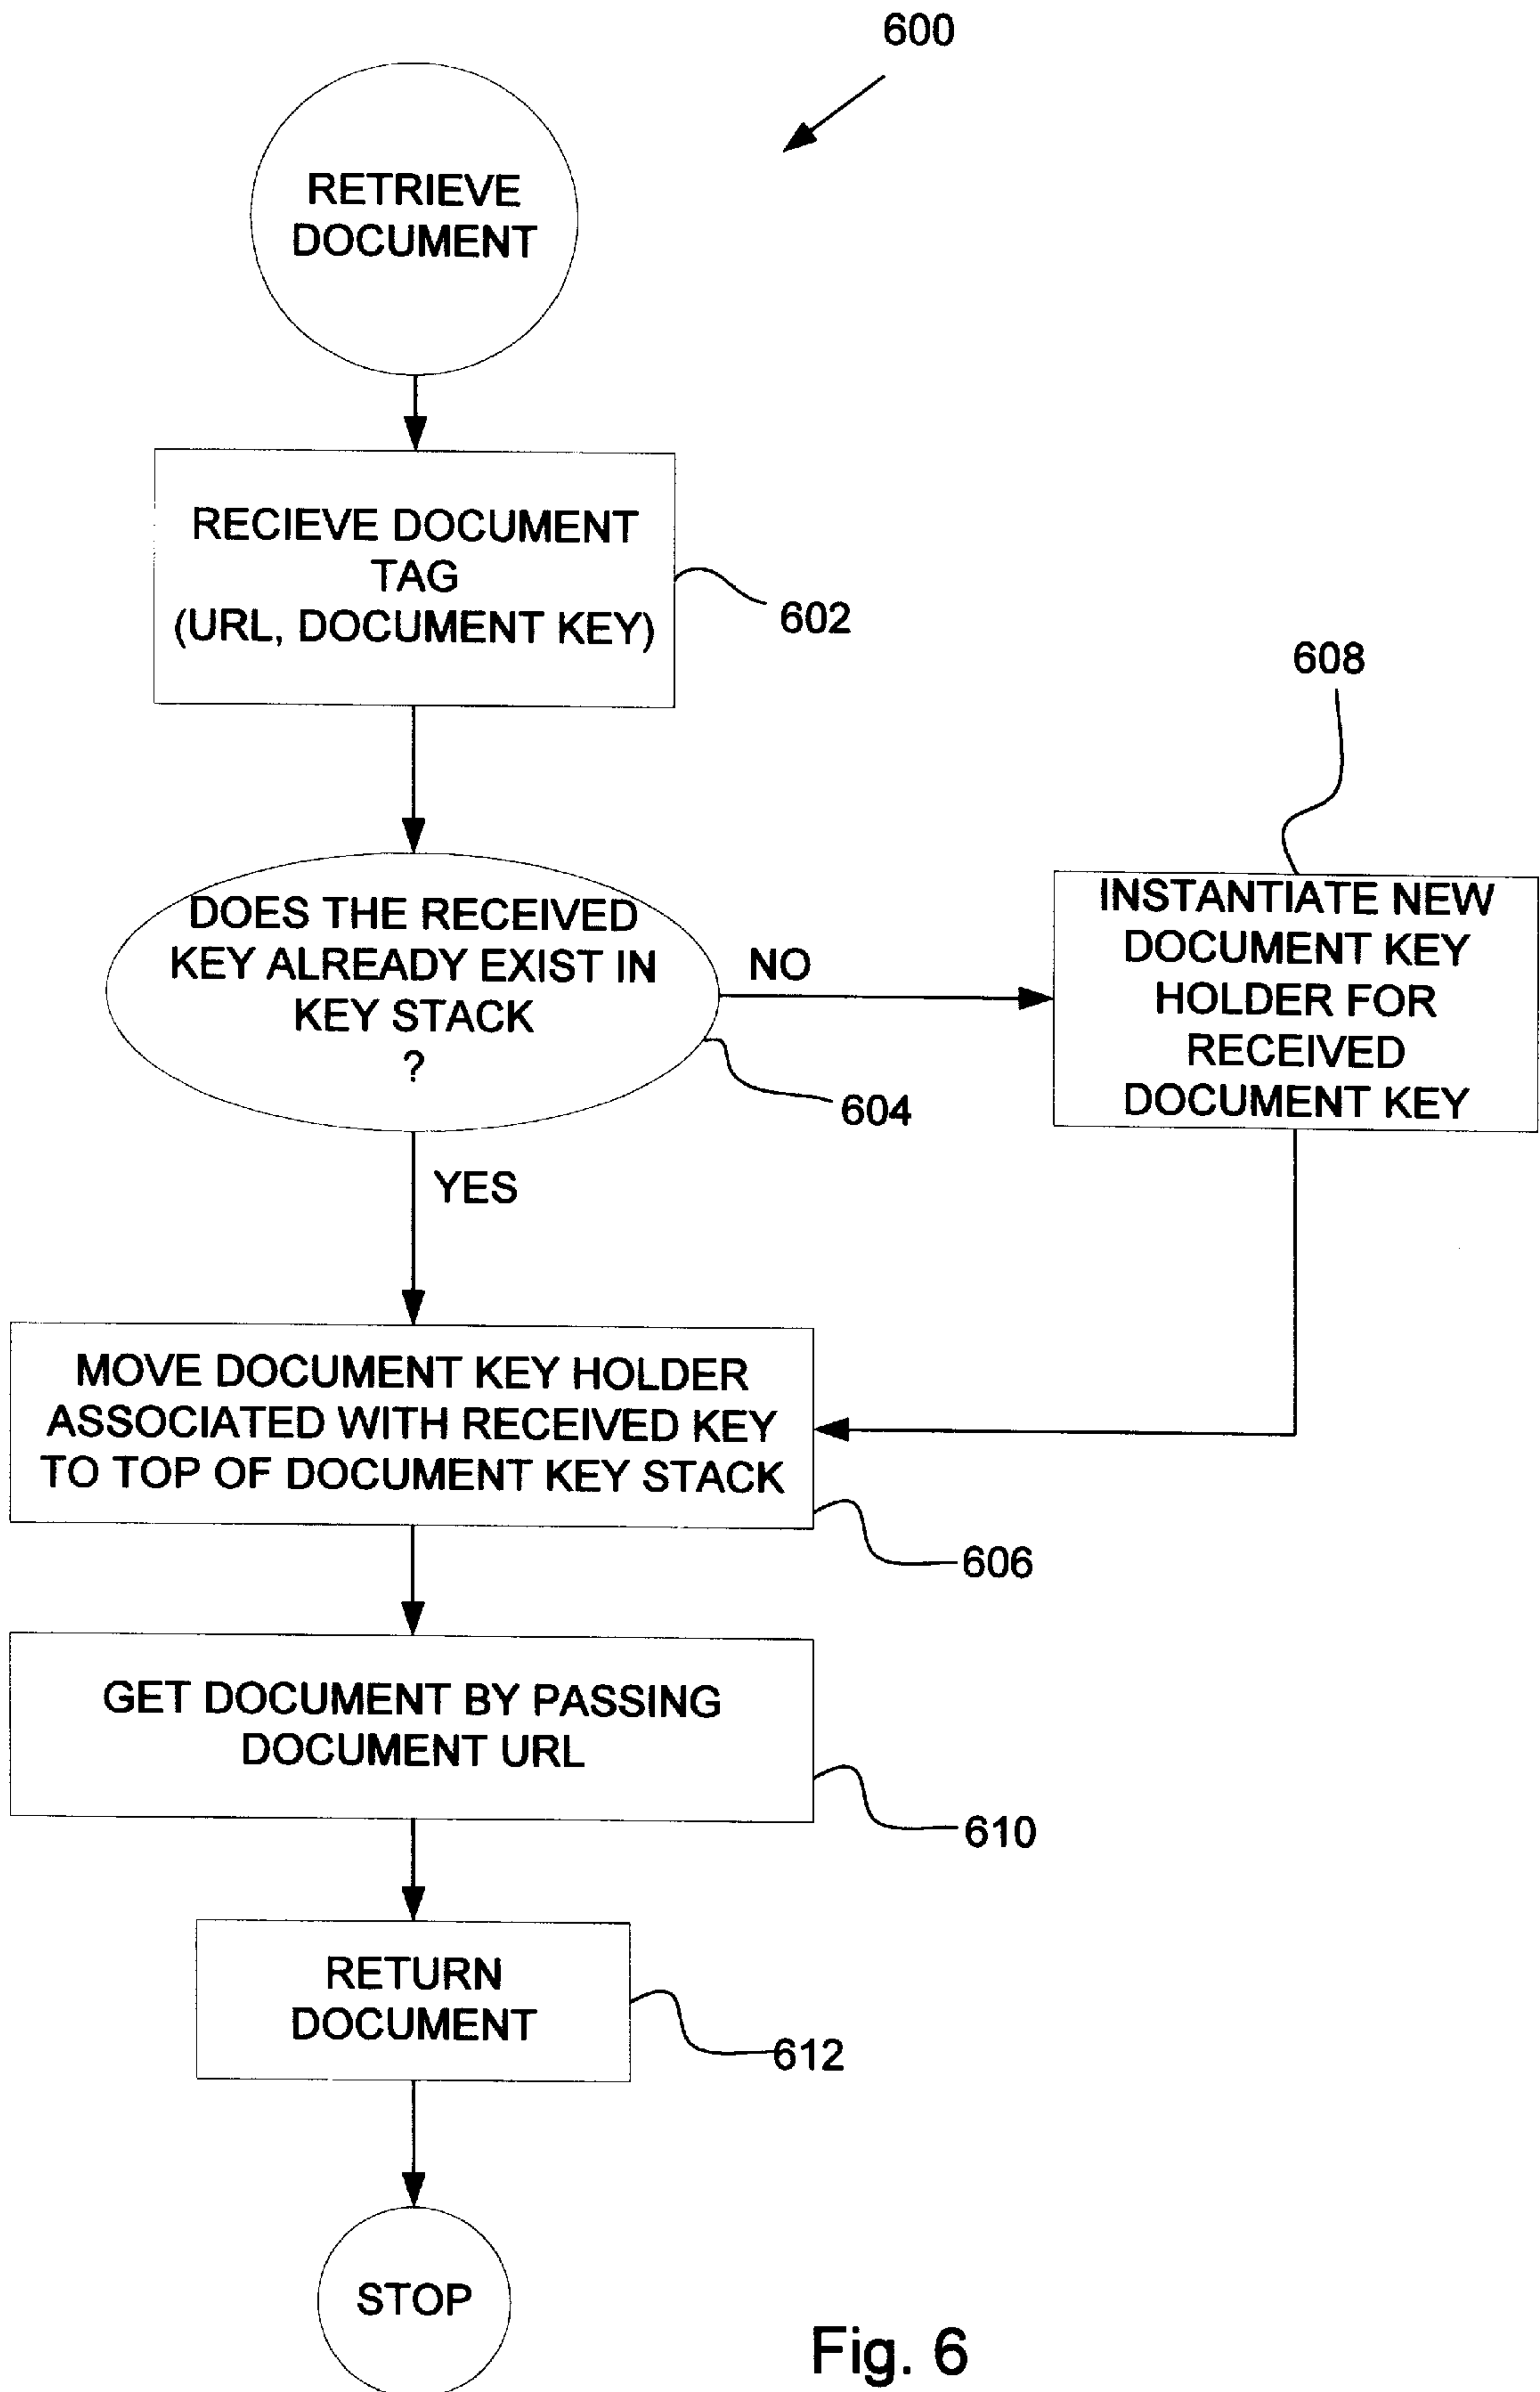 600
RETRIEVE
DOCUMENT
RECIEVE DOCUMENT
TAG
(URL, DOCUMENT KEY)
602
608
DOES THE RECEIVED
KEY ALREADY EXIST IN
KEY STACK
?
NO
604
INSTANTIATE NEW
DOCUMENT KEY
HOLDER FOR
RECEIVED
DOCUMENT KEY
YES
MOVE DOCUMENT KEY HOLDER
ASSOCIATED WITH RECEIVED KEY
TO TOP OF DOCUMENT KEY STACK
606
GET DOCUMENT BY PASSING
DOCUMENT URL
610
RETURN
DOCUMENT
612
STOP
Fig. 6